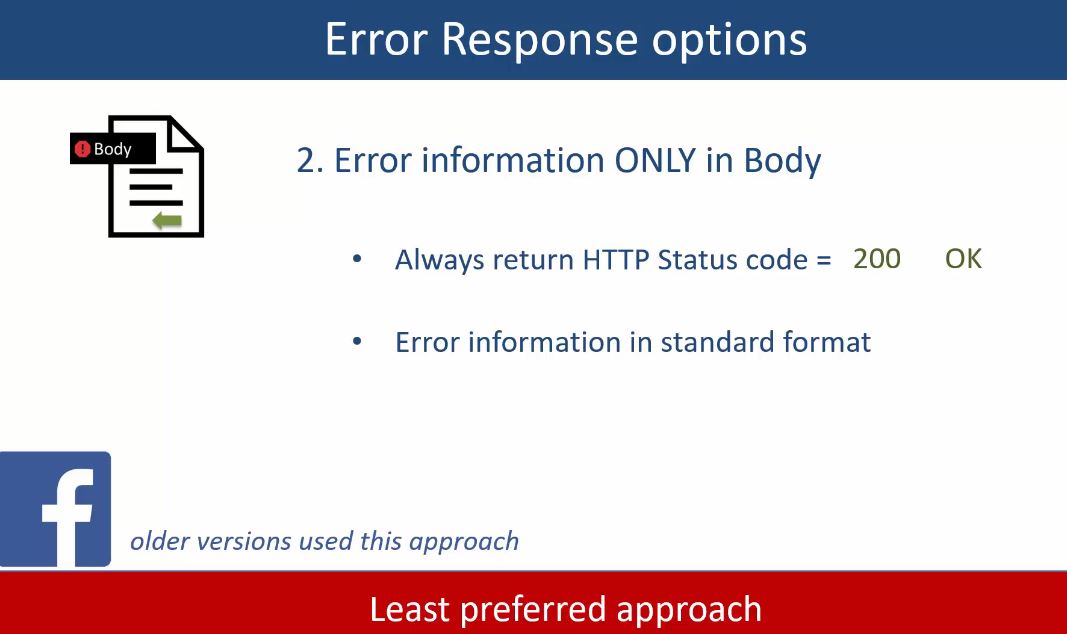 Error Response options
Body
2. Error information ONLY in Body
• Always return HTTP Status code = 200 OK
• Error information in standard format
f
older versions used this approach
Least preferred approach